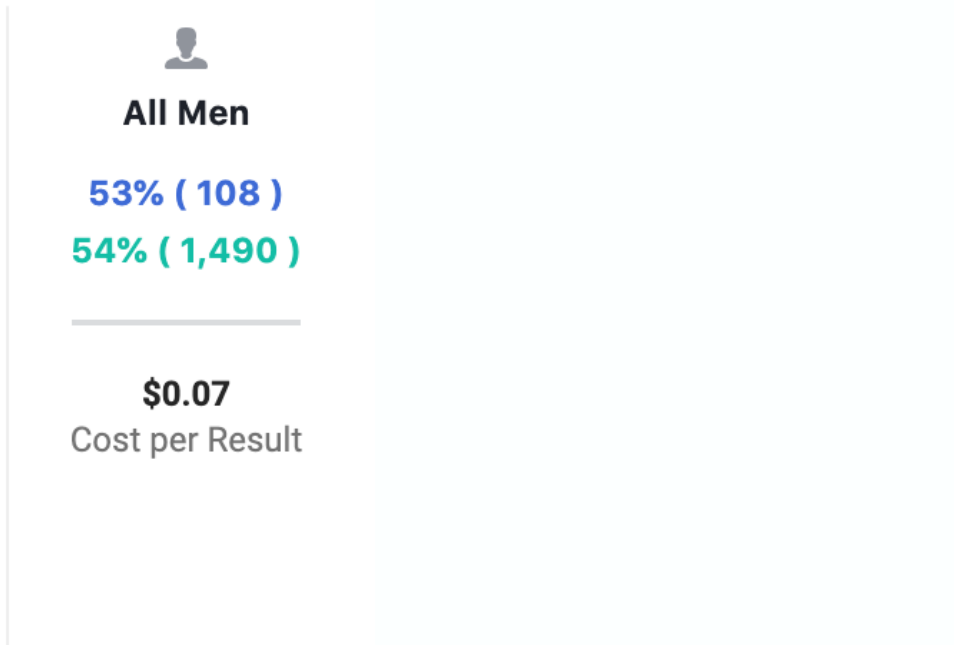 All Men
53% ( 108 )
54% ( 1,490 )
$0.07
Cost per Result